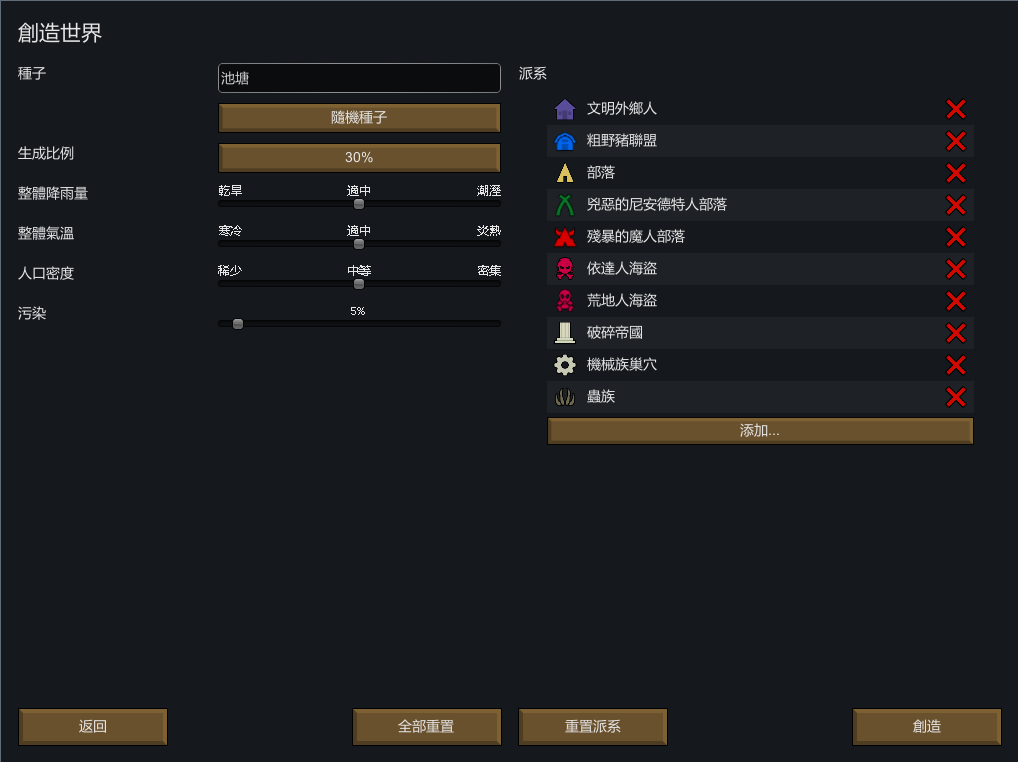 創造世界
種子
池塘
隨機種子
生成比例
30%
整體降雨量
乾旱 適中 潮溼
整體氣溫
寒冷 適中 炎熱
人口密度
稀少 中等 密集
污染
5%
派系
文明外鄉人
粗野豬聯盟
部落
兇惡的尼安德特人部落
殘暴的魔人部落
依達人海盜
荒地人海盜
破碎帝國
機械族巢穴
蟲族
添加...
返回
全部重置
重置派系
創造